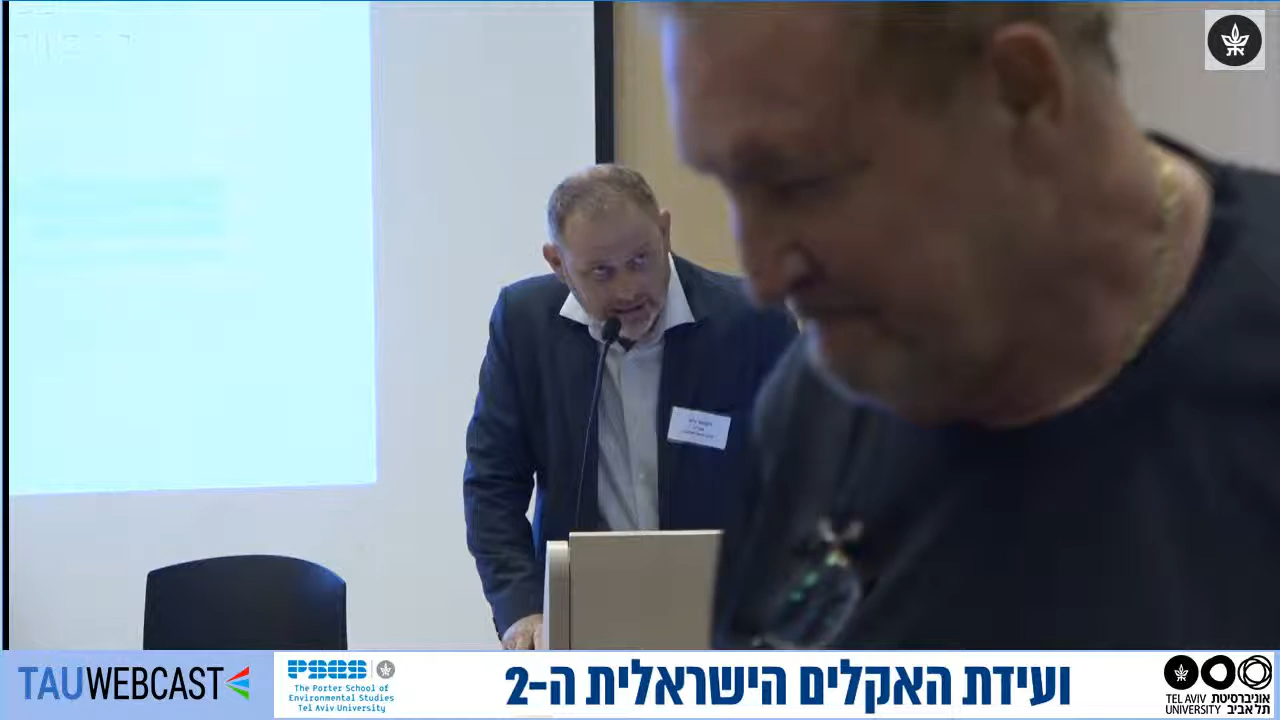 TAUWEBCAST
PSES
The Porter School of
Environmental Studies
Tel Aviv University
ועידת האקלים הישראלית ה-2
TEL AVIV אוניברסיטת
UNIVERSITY תל אביב